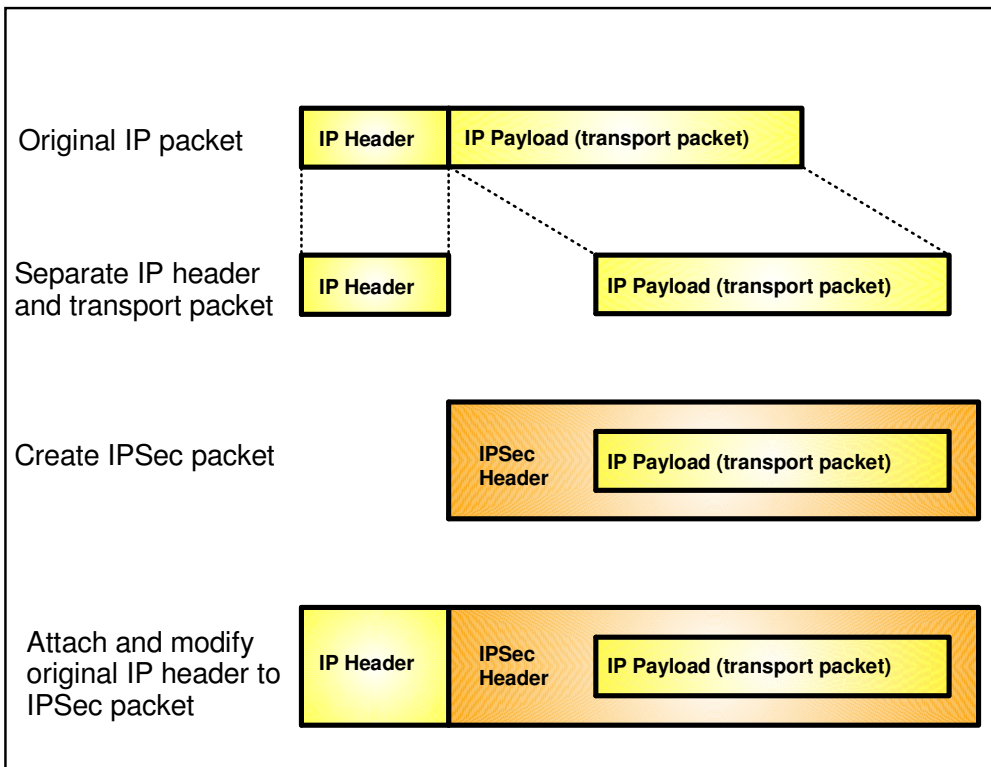 Original IP packet
IP Header
IP Payload (transport packet)
Separate IP header
and transport packet
IP Header
IP Payload (transport packet)
Create IPSec packet
IPSec
Header
IP Payload (transport packet)
Attach and modify
original IP header to
IPSec packet
IP Header
IPSec
Header
IP Payload (transport packet)